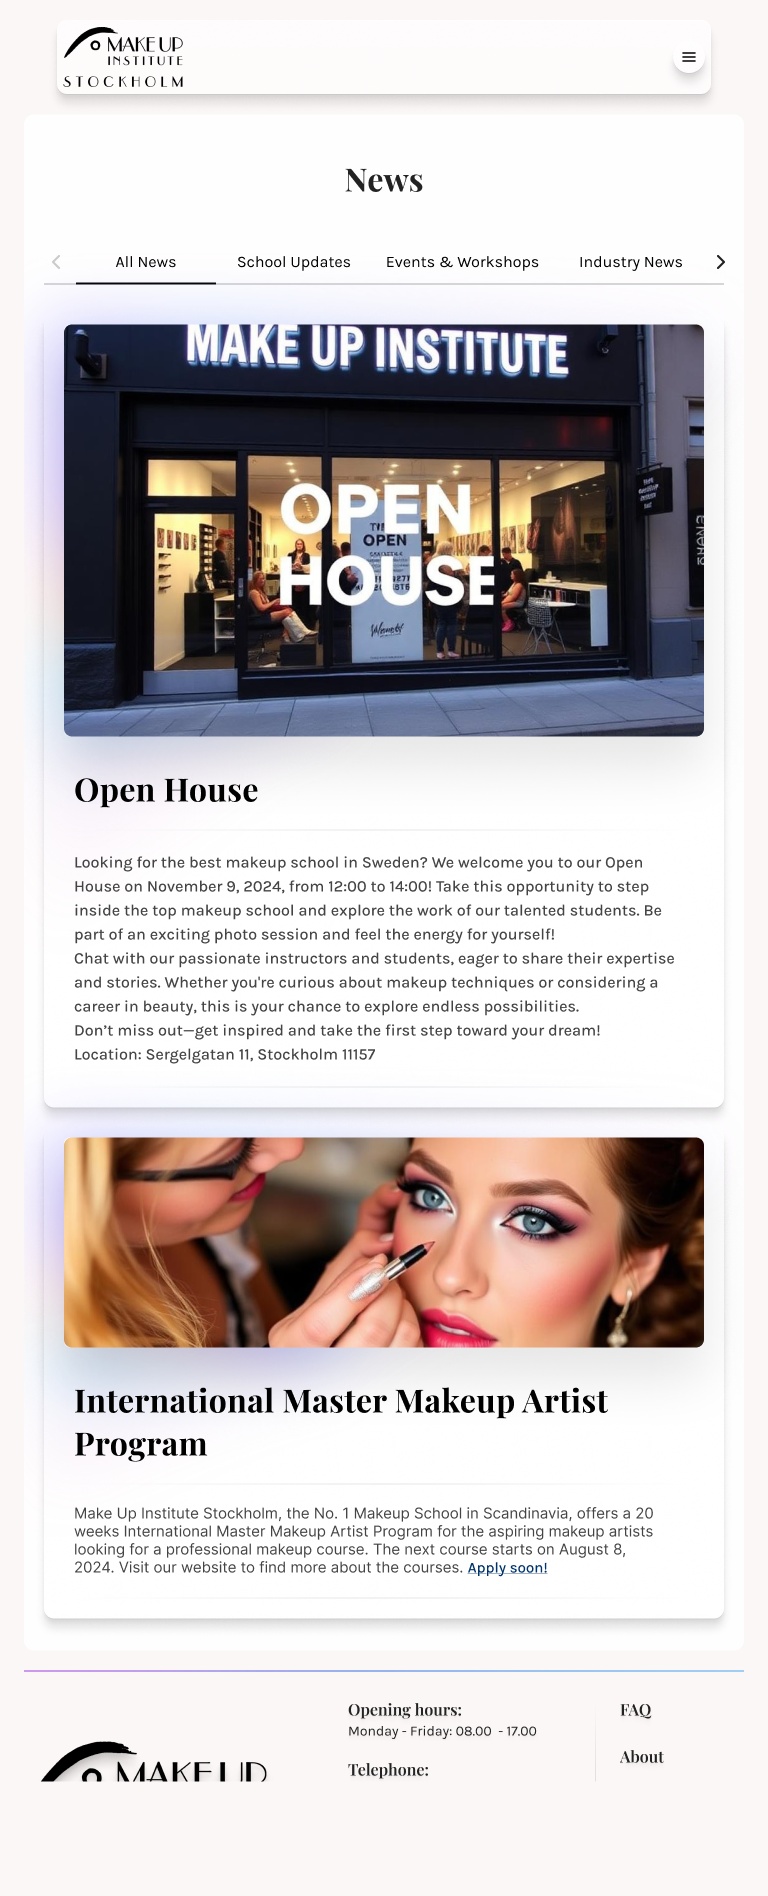 MAKE UP
INSTITUTE
STOCKHOLM
News
All News
School Updates
Events & Workshops
Industry News
MAKE UP INSTITUTE
OPEN
OPEN
HOUSE
Open House
Looking for the best makeup school in Sweden? We welcome you to our Open
House on November 9, 2024, from 12:00 to 14:00! Take this opportunity to step
inside the top makeup school and explore the work of our talented students. Be
part of an exciting photo session and feel the energy for yourself!
Chat with our passionate instructors and students, eager to share their expertise
and stories. Whether you're curious about makeup techniques or considering a
career in beauty, this is your chance to explore endless possibilities.
Don’t miss out—get inspired and take the first step toward your dream!
Location: Sergelgatan 11, Stockholm 11157
International Master Makeup Artist
Program
Make Up Institute Stockholm, the No. 1 Makeup School in Scandinavia, offers a 20
weeks International Master Makeup Artist Program for the aspiring makeup artists
looking for a professional makeup course. The next course starts on August 8,
2024. Visit our website to find more about the courses. Apply soon!
Opening hours:
Monday - Friday: 08.00 - 17.00
Telephone:
FAQ
About
MAKE UP